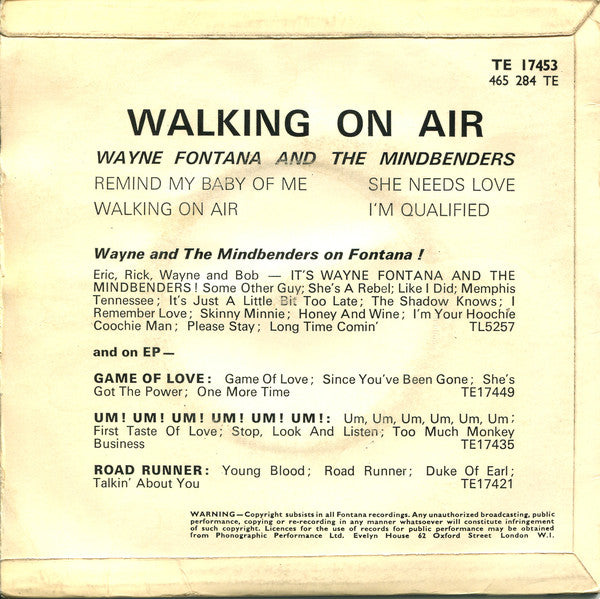 TE 17453
465 284 TE
WALKING ON AIR
WAYNE FONTANA AND THE MINDBENDERS
REMIND MY BABY OF ME SHE NEEDS LOVE
WALKING ON AIR I'M QUALIFIED
Wayne and The Mindbenders on Fontana !
Eric, Rick, Wayne and Bob — IT'S WAYNE FONTANA AND THE
MINDBENDERS ! Some Other Guy; She's A Rebel; Like I Did; Memphis
Tennessee; It's Just A Little Bit Too Late; The Shadow Knows; I
Remember Love; Skinny Minnie; Honey And Wine; I'm Your Hoochie
Coochie Man; Please Stay; Long Time Comin' TL5257
and on EP—
GAME OF LOVE: Game Of Love; Since You've Been Gone; She's
Got The Power; One More Time TE17449
UM! UM! UM! UM! UM! UM!: Um, Um, Um, Um, Um, Um;
First Taste Of Love; Stop, Look And Listen; Too Much Monkey
Business TE17435
ROAD RUNNER: Young Blood; Road Runner; Duke Of Earl;
Talkin' About You TE17421
WARNING—Copyright subsists in all Fontana recordings. Any unauthorized broadcasting, public
performance, copying or re-recording in any manner whatsoever will constitute infringement
of such copyright. Licences for the use of records for public performance may be obtained
from Phonographic Performance Ltd. Evelyn House 62 Oxford Street London W.I.